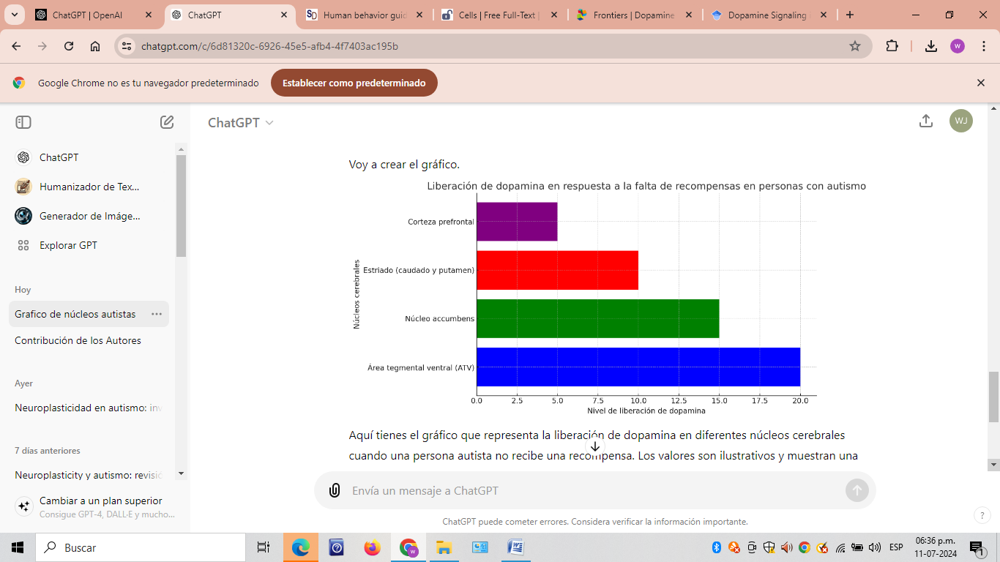 ChatGPT | OpenAI
ChatGPT
Human behavior guid
Cells | Free Full-Text |
Frontiers | Dopamine
Dopamine Signaling
chatgpt.com/c/6d81320c-6926-45e5-afb4-4f7403ac195b
w
Google Chrome no es tu navegador predeterminado
Establecer como predeterminado
ChatGPT
WJ
ChatGPT
Humanizador de Tex...
Generador de Imáge...
Explorar GPT
Hoy
Grafico de núcleos autistas
Contribución de los Autores
Ayer
Neuroplasticidad en autismo: inv
7 días anteriores
Neuroplasticity y autismo: revisic
Cambiar a un plan superior
Consigue GPT-4, DALL·E y mucho...
Voy a crear el gráfico.
Liberación de dopamina en respuesta a la falta de recompensas en personas con autismo
Núcleos cerebrales
Corteza prefrontal
Estriado (caudado y putamen)
Núcleo accumbens
Área tegmental ventral (ATV)
0.0 2.5 5.0 7.5 10.0 12.5 15.0 17.5 20.0
Nivel de liberación de dopamina
Aquí tienes el gráfico que representa la liberación de dopamina en diferentes núcleos cerebrales
cuando una persona autista no recibe una recompensa. Los valores son ilustrativos y muestran una
Envía un mensaje a ChatGPT
ChatGPT puede cometer errores. Considera verificar la información importante.
?
Buscar
ESP
06:36 p.m.
11-07-2024
1